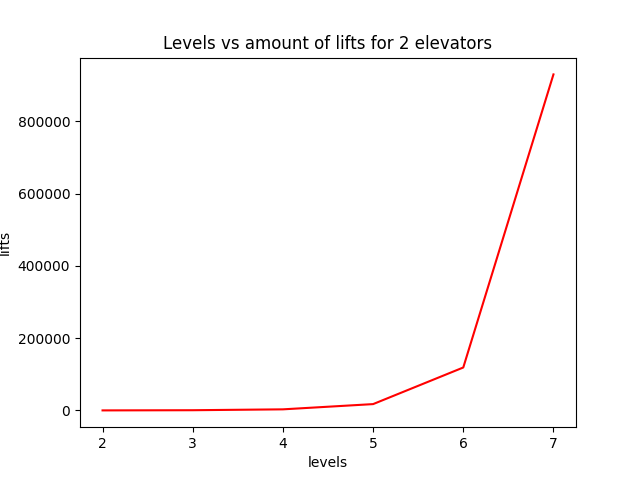 Levels vs amount of lifts for 2 elevators
800000
600000
400000
200000
0
lifts
2 3 4 5 6 7
levels